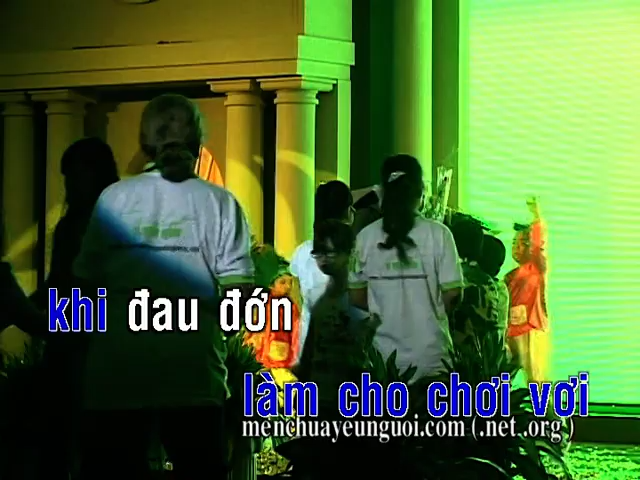 khi đau đớn
làm cho chơi vơi
menchuayeunguoi.com (.net .org )